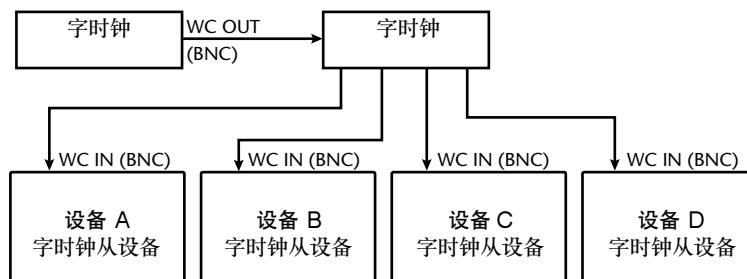 字时钟
WC OUT
(BNC)
字时钟
WC IN (BNC)
WC IN (BNC)
WC IN (BNC)
WC IN (BNC)
设备 A
字时钟从设备
设备 B
字时钟从设备
设备 C
字时钟从设备
设备 D
字时钟从设备